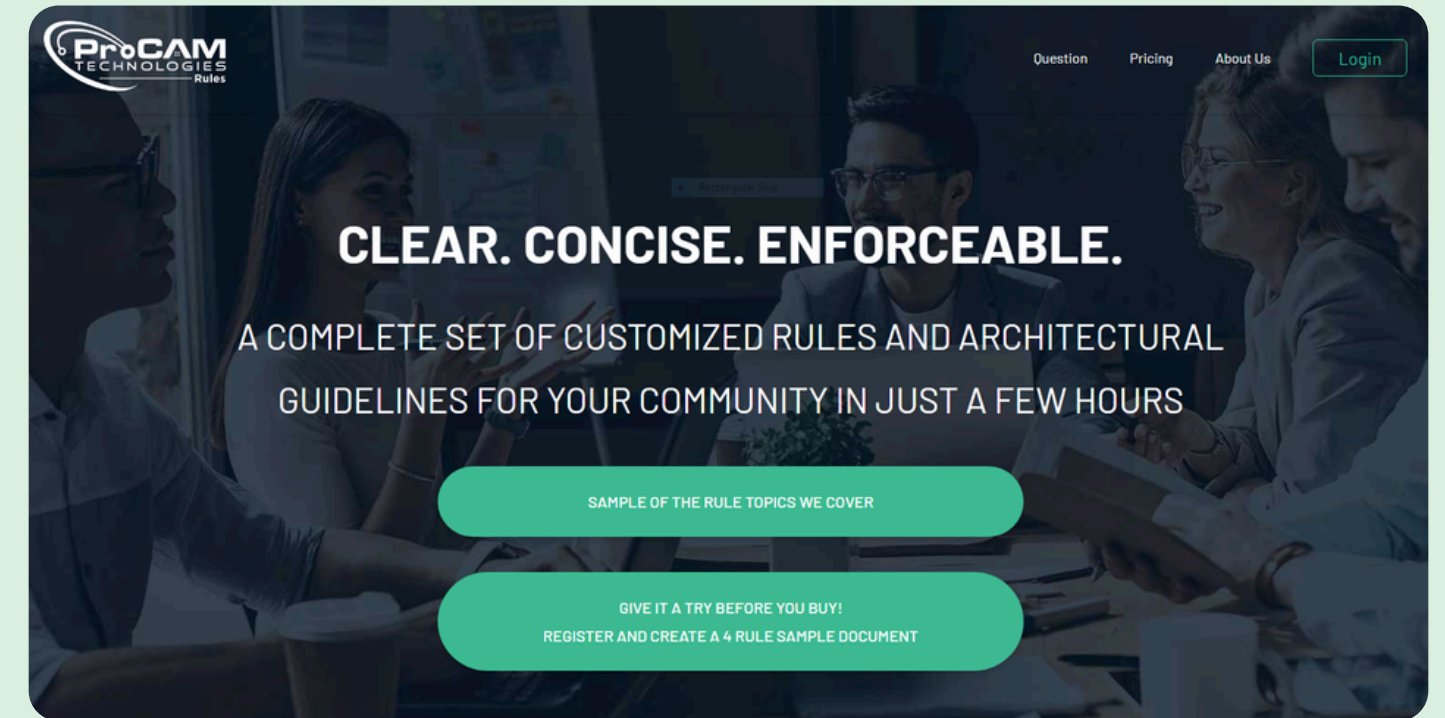 ProCAM
TECHNOLOGIES
Rules
Question
Pricing
About Us
Login
Rectangular Snip
CLEAR. CONCISE. ENFORCEABLE.
A COMPLETE SET OF CUSTOMIZED RULES AND ARCHITECTURAL
GUIDELINES FOR YOUR COMMUNITY IN JUST A FEW HOURS
SAMPLE OF THE RULE TOPICS WE COVER
GIVE IT A TRY BEFORE YOU BUY!
REGISTER AND CREATE A 4 RULE SAMPLE DOCUMENT